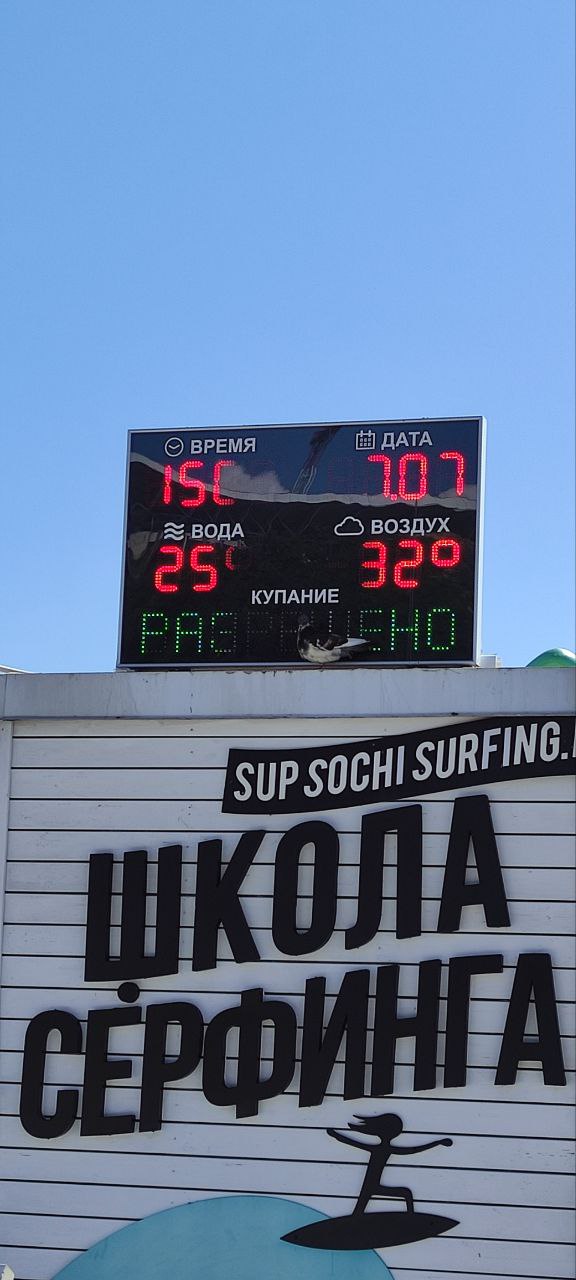 ВРЕМЯ ДАТА
7.07
ВОДА ВОЗДУХ
25° 32°
КУПАНИЕ
SUP SOCHI SURFING.
ШКОЛА
СЁРФИНГА